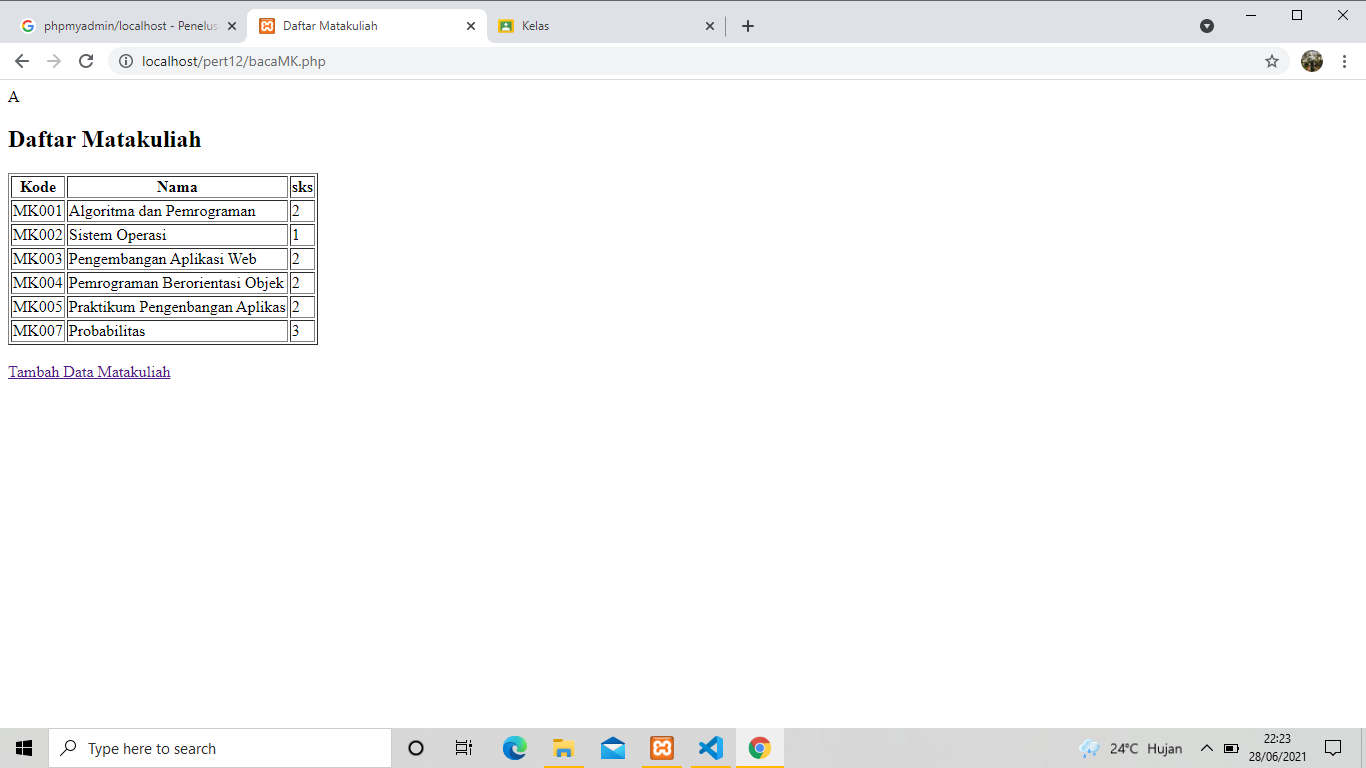 phpmyadmin/localhost - Penelus
Daftar Matakuliah
Kelas
localhost/pert12/bacaMK.php
A
Daftar Matakuliah
Kode Nama sks
MK001 Algoritma dan Pemrograman 2
MK002 Sistem Operasi 1
MK003 Pengembangan Aplikasi Web 2
MK004 Pemrograman Berorientasi Objek 2
MK005 Praktikum Pengenbangan Aplikas 2
MK007 Probabilitas 3
Tambah Data Matakuliah
Type here to search
24°C Hujan
22:23
28/06/2021